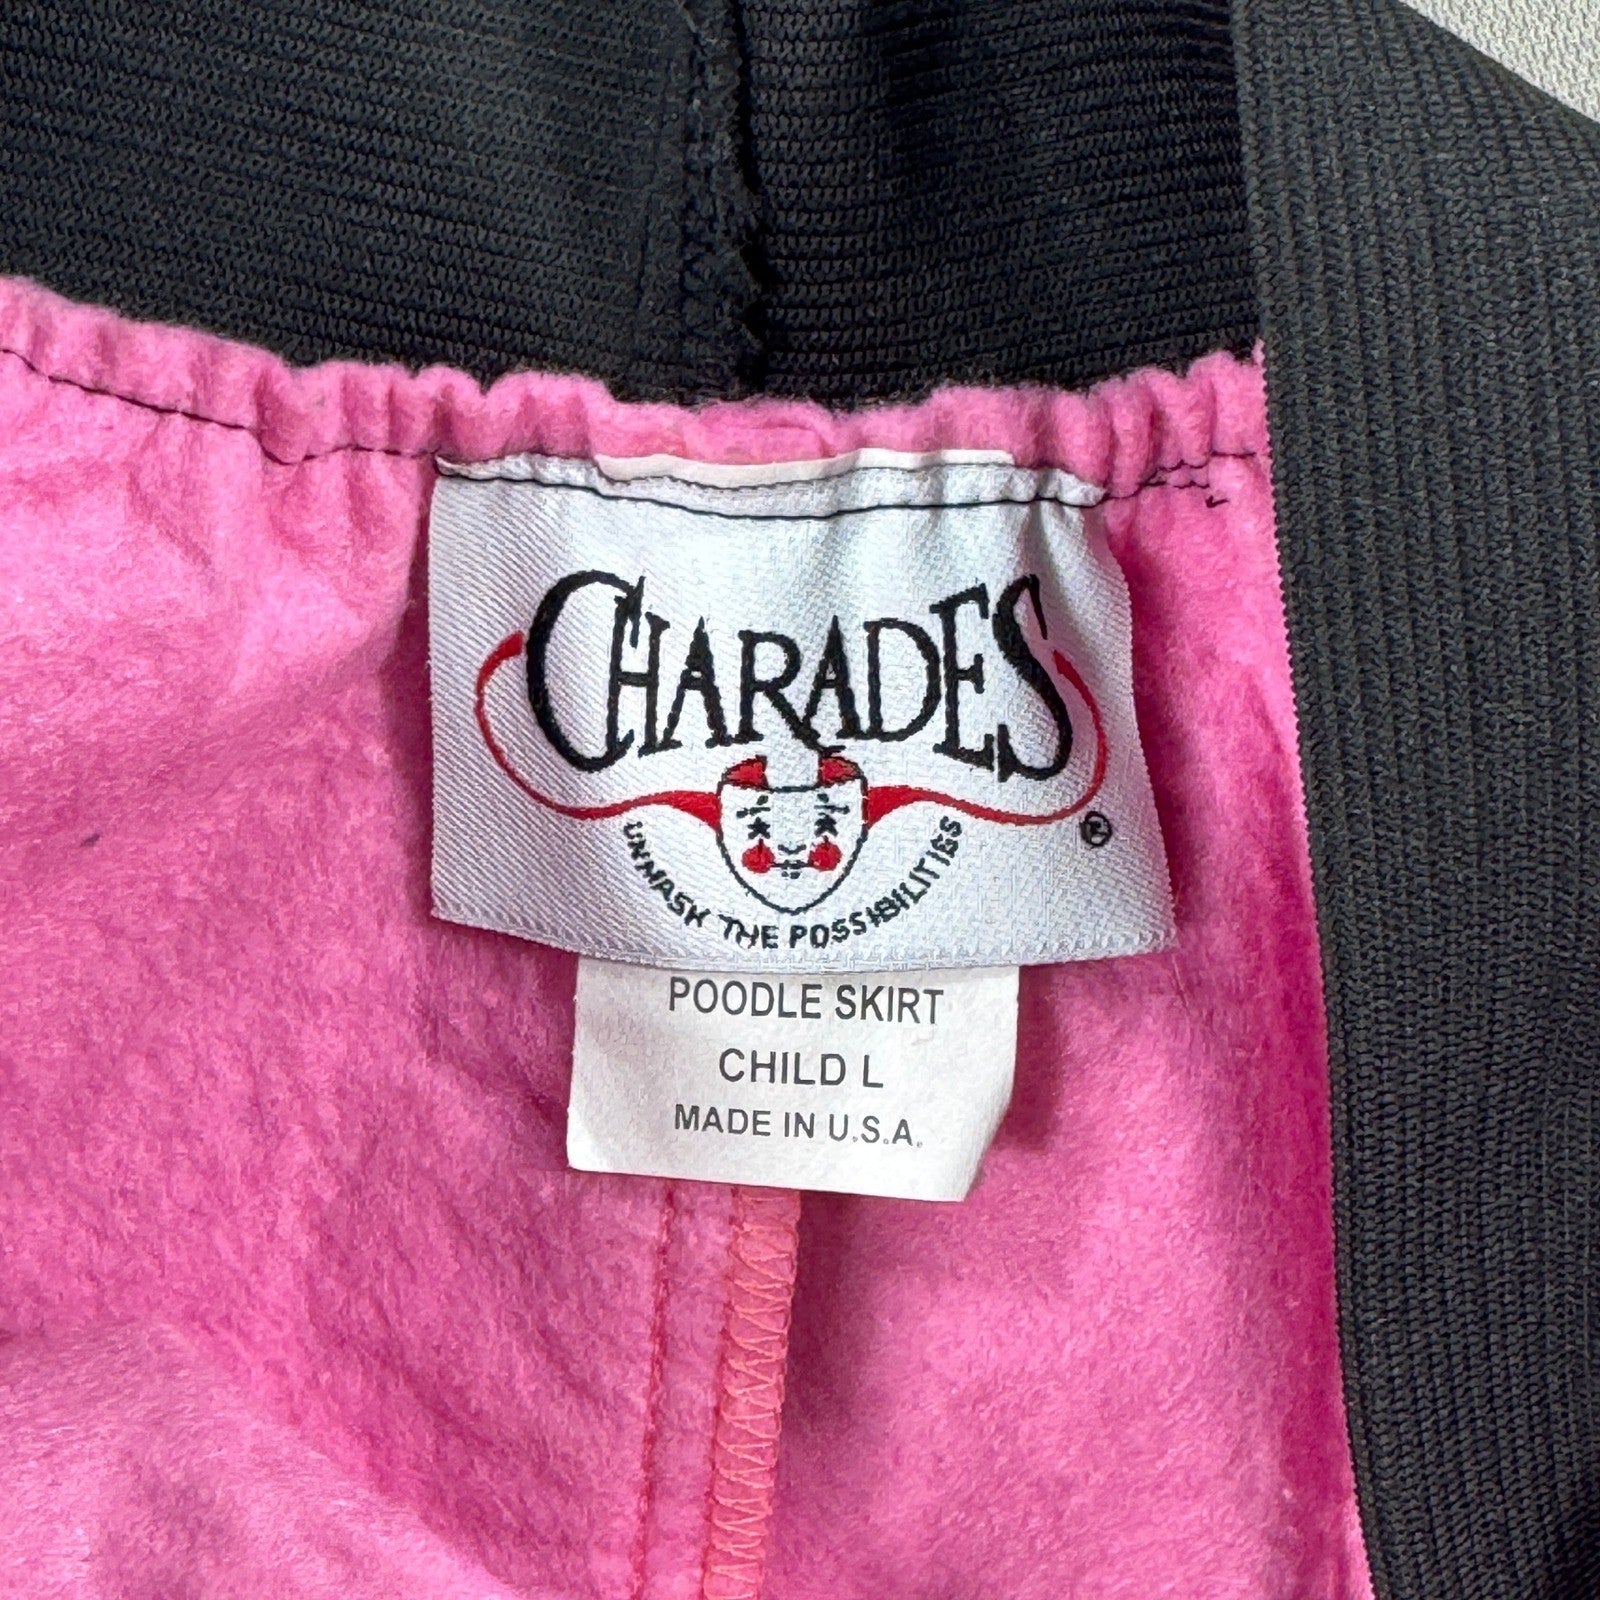 CHARADES
®
UNMASK THE POSSIBILITIES
POODLE SKIRT
CHILD L
MADE IN U.S.A.